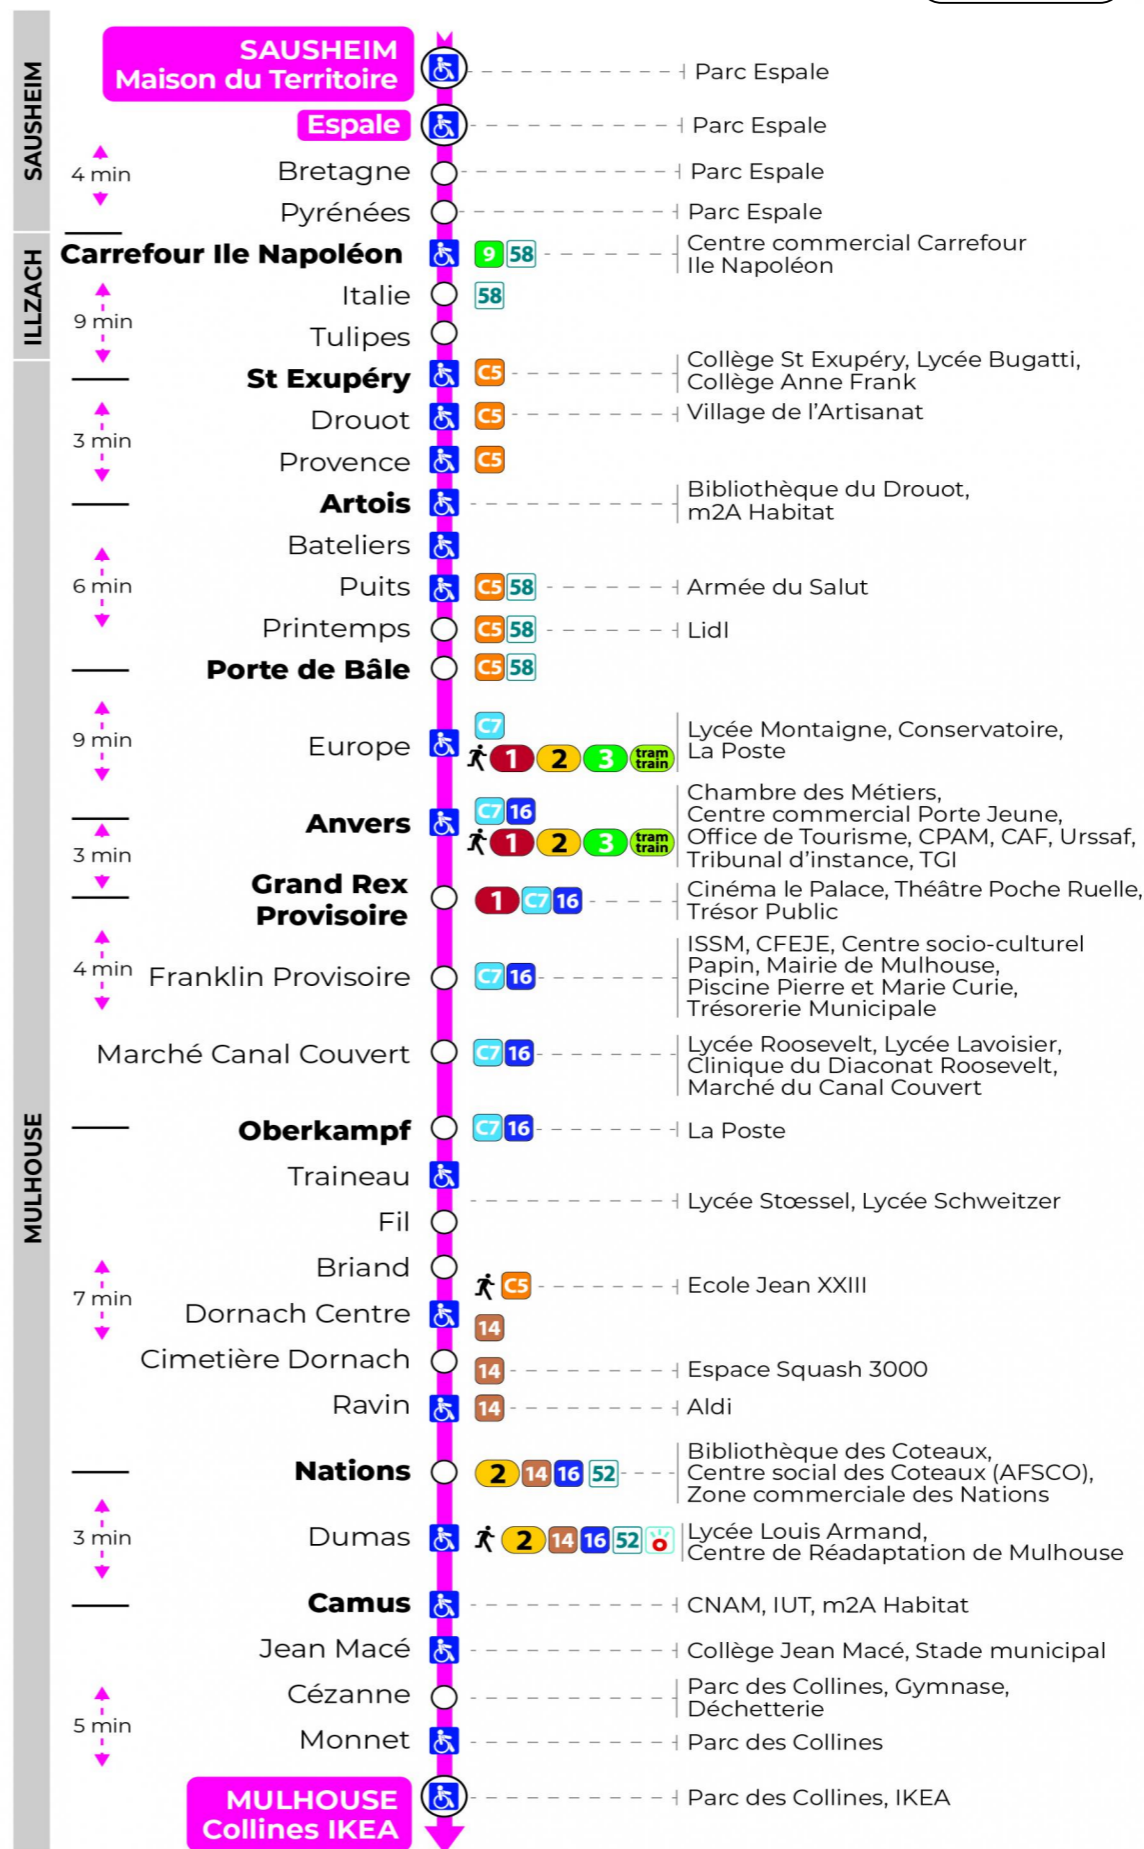 SAUSHEIM
SAUSHEIM
Maison du Territoire
Parc Espale
Espale
Parc Espale
4 min
Bretagne
Parc Espale
Pyrénées
Parc Espale
ILLZACH
Carrefour Ile Napoléon
9 58
Centre commercial Carrefour
Ile Napoléon
Italie
58
9 min
Tulipes
MULHOUSE
St Exupéry
C5
Collège St Exupéry, Lycée Bugatti,
Collège Anne Frank
Drouot
C5
Village de l'Artisanat
3 min
Provence
C5
Artois
Bibliothèque du Drouot,
m2A Habitat
Bateliers
6 min
Puits
C5 58
Armée du Salut
Printemps
C5 58
Lidl
Porte de Bâle
C5 58
9 min
Europe
C7
1 2 3 tram
train
Lycée Montaigne, Conservatoire,
La Poste
Anvers
C7 16
1 2 3 tram
train
Chambre des Métiers,
Centre commercial Porte Jeune,
Office de Tourisme, CPAM, CAF, Urssaf,
Tribunal d'instance, TGI
3 min
Grand Rex
Provisoire
1 C7 16
Cinéma le Palace, Théâtre Poche Ruelle,
Trésor Public
4 min
Franklin Provisoire
C7 16
ISSM, CFEJE, Centre socio-culturel
Papin, Mairie de Mulhouse,
Piscine Pierre et Marie Curie,
Trésorerie Municipale
Marché Canal Couvert
C7 16
Lycée Roosevelt, Lycée Lavoisier,
Clinique du Diaconat Roosevelt,
Marché du Canal Couvert
Oberkampf
C7 16
La Poste
Traineau
Lycée Stœssel, Lycée Schweitzer
Fil
Briand
C5
Ecole Jean XXIII
7 min
Dornach Centre
14
Cimetière Dornach
14
Espace Squash 3000
Ravin
14
Aldi
Nations
2 14 16 52
Bibliothèque des Coteaux,
Centre social des Coteaux (AFSCO),
Zone commerciale des Nations
3 min
Dumas
2 14 16 52
Lycée Louis Armand,
Centre de Réadaptation de Mulhouse
Camus
CNAM, IUT, m2A Habitat
Jean Macé
Collège Jean Macé, Stade municipal
5 min
Cézanne
Parc des Collines, Gymnase,
Déchetterie
Monnet
Parc des Collines
MULHOUSE
Collines IKEA
Parc des Collines, IKEA